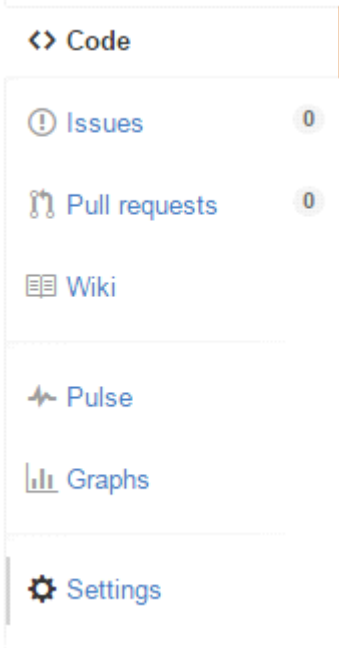 Code
Issues 0
Pull requests 0
Wiki
Pulse
Graphs
Settings